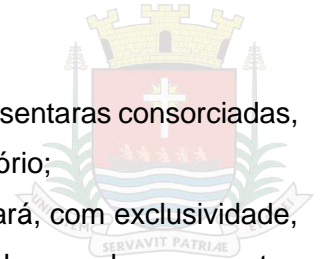 sentaras consorciadas,
ório;
ará, com exclusividade,
SERVAVIT PATRIAE